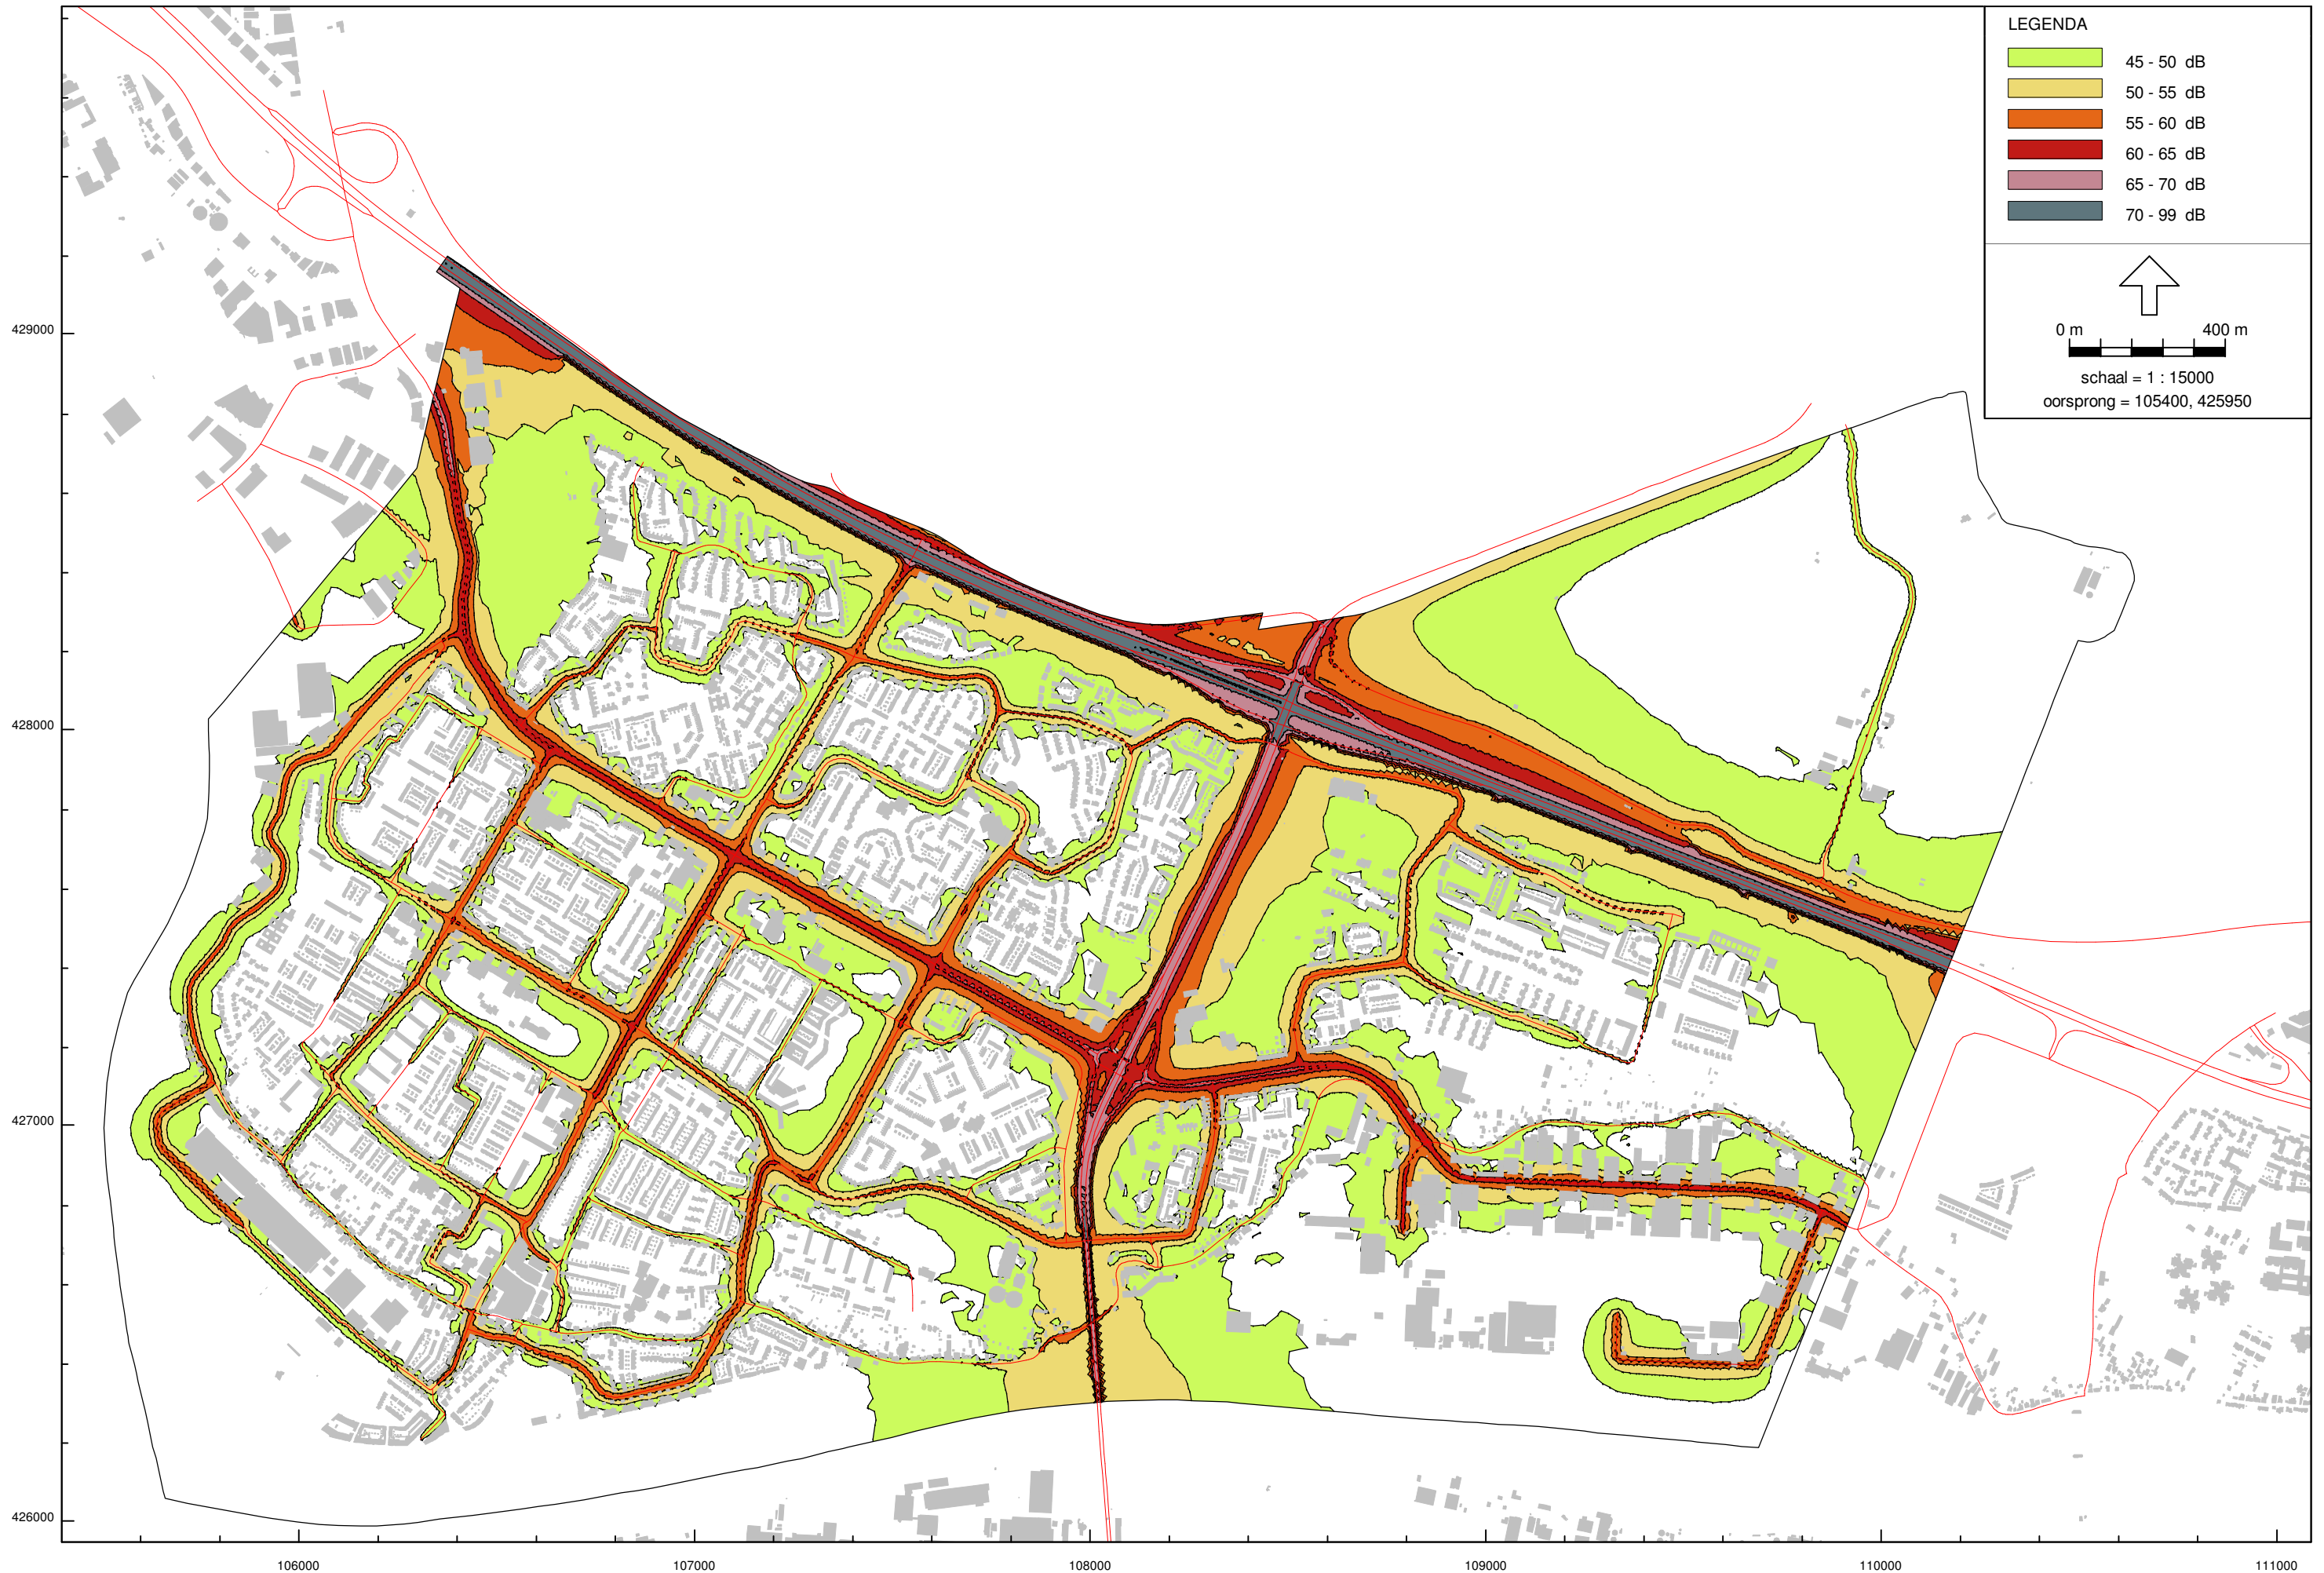 LEGENDA
45 - 50 dB
50 - 55 dB
55 - 60 dB
60 - 65 dB
65 - 70 dB
70 - 99 dB
0 m 400 m
schaal = 1 : 15000
oorsprong = 105400, 425950
429000
428000
427000
426000
106000 107000 108000 109000 110000 111000